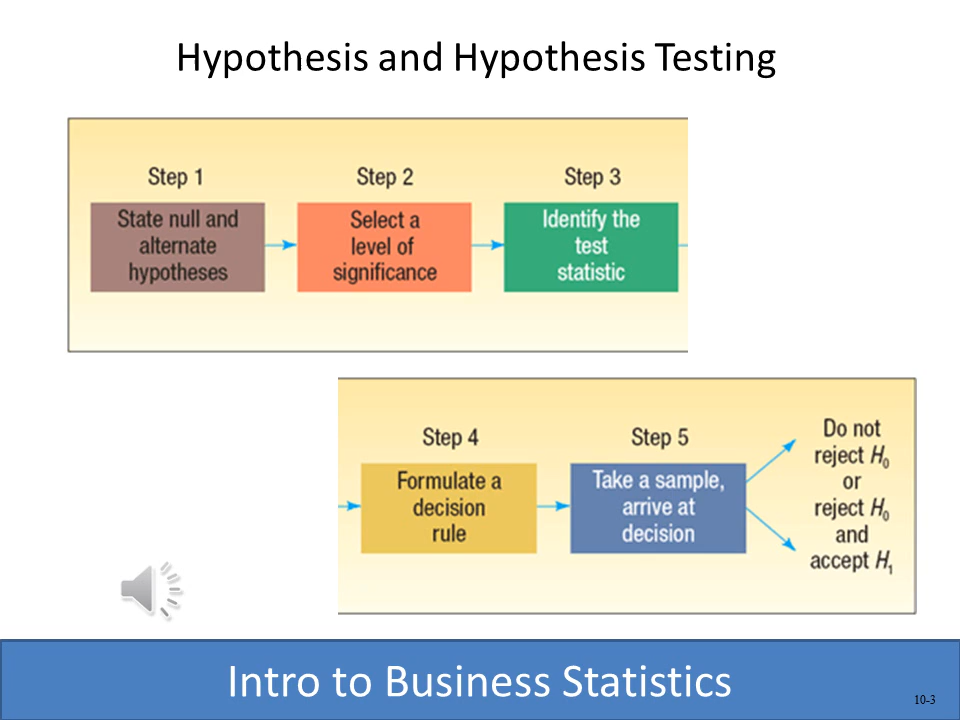 Hypothesis and Hypothesis Testing
Step 1
State null and
alternate
hypotheses
Step 2
Select a
level of
significance
Step 3
Identify the
test
statistic
Step 4
Formulate a
decision
rule
Step 5
Take a sample,
arrive at
decision
Do not
reject H₀
or
reject H₀
and
accept H₁
Intro to Business Statistics
10-3